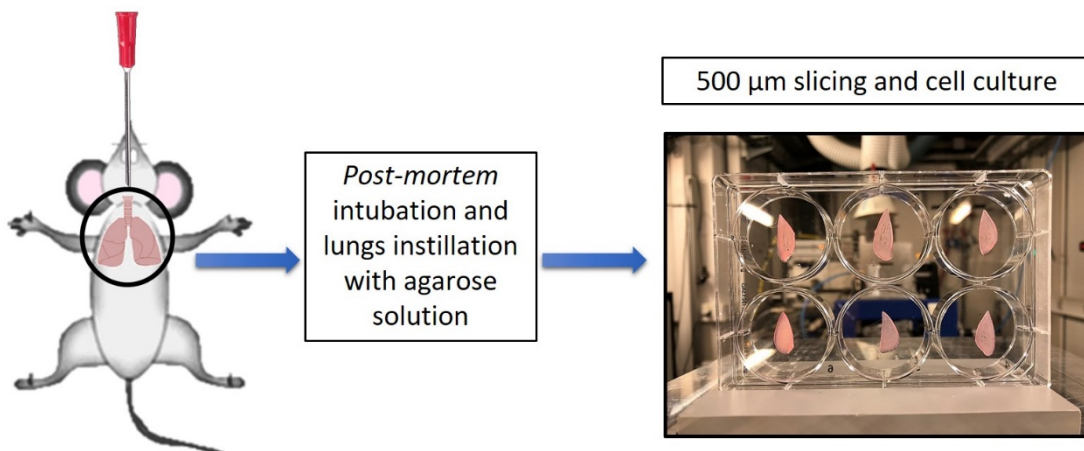 Post-mortem
intubation and
lungs instillation
with agarose
solution
500 µm slicing and cell culture